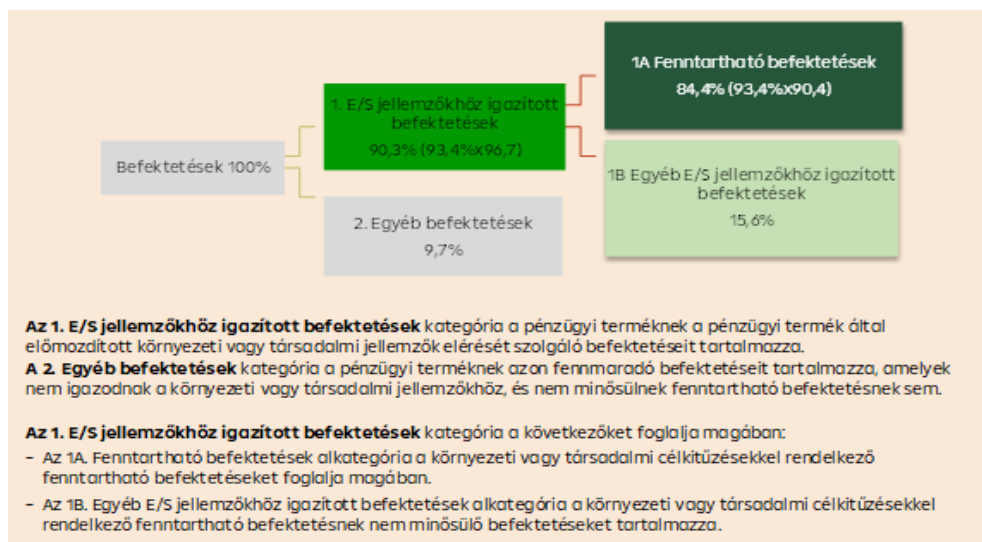 1A Fenntartható befektetések
84,4% (93,4%x90,4)
1. E/S jellemzőkhöz igazított
befektetések
90,3% (93,4%x96,7)
Befektetések 100%
1B Egyéb E/S jellemzőkhöz igazított
befektetések
15,6%
2. Egyéb befektetések
9,7%
Az 1. E/S jellemzőkhöz igazított befektetések kategória a pénzügyi terméknek a pénzügyi termék által
előmozdított környezeti vagy társadalmi jellemzők elérését szolgáló befektetéseit tartalmazza.
A 2. Egyéb befektetések kategória a pénzügyi terméknek azon fennmaradó befektetéseit tartalmazza, amelyek
nem igazodnak a környezeti vagy társadalmi jellemzőkhöz, és nem minősülnek fenntartható befektetésnek sem.
Az 1. E/S jellemzőkhöz igazított befektetések kategória a következőket foglalja magában:
– Az 1A. Fenntartható befektetések alkategória a környezeti vagy társadalmi célkitűzésekkel rendelkező
fenntartható befektetéseket foglalja magában.
– Az 1B. Egyéb E/S jellemzőkhöz igazított befektetések alkategória a környezeti vagy társadalmi célkitűzésekkel
rendelkező fenntartható befektetésnek nem minősülő befektetéseket tartalmazza.